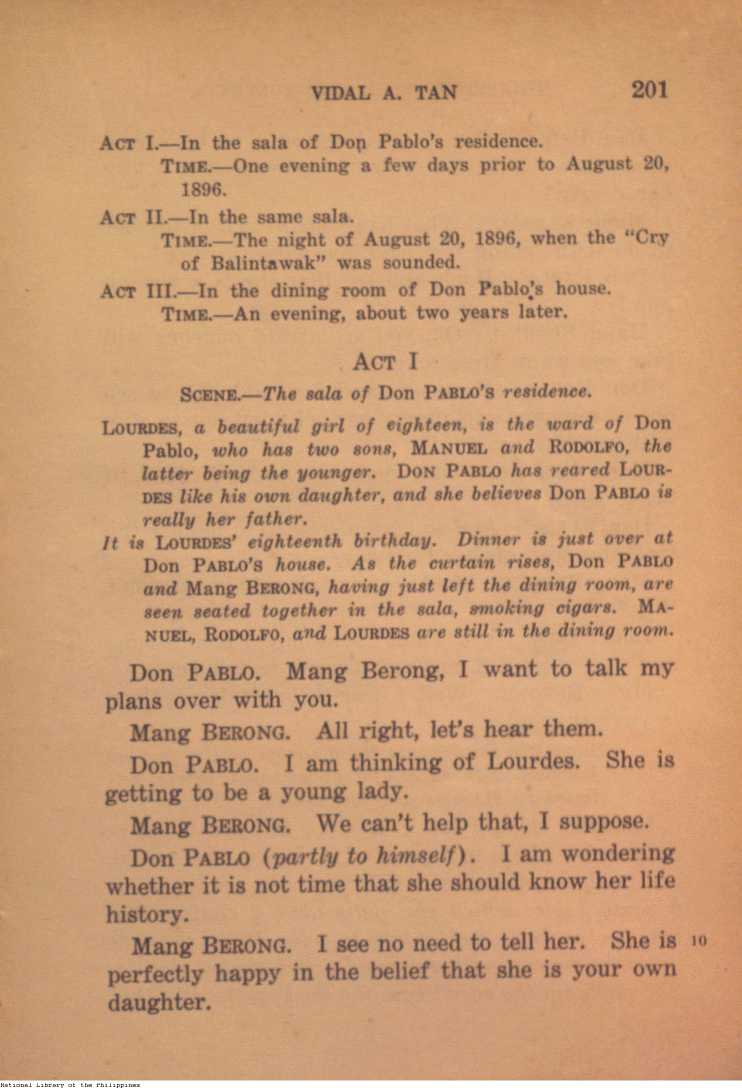 VIDAL A. TAN 201
ACT I.—In the sala of Don Pablo's residence.
TIME.—One evening a few days prior to August 20,
1896.
ACT II.—In the same sala.
TIME.—The night of August 20, 1896, when the "Cry
of Balintawak" was sounded.
ACT III.—In the dining room of Don Pablo's house.
TIME.—An evening, about two years later.
ACT I
SCENE.—The sala of Don PABLO'S residence.
LOURDES, a beautiful girl of eighteen, is the ward of Don
Pablo, who has two sons, MANUEL and RODOLFO, the
latter being the younger. DON PABLO has reared LOUR-
DES like his own daughter, and she believes Don PABLO is
really her father.
It is LOURDES' eighteenth birthday. Dinner is just over at
Don PABLO'S house. As the curtain rises, Don PABLO
and Mang BERONG, having just left the dining room, are
seen seated together in the sala, smoking cigars. MA-
NUEL, RODOLFO, and LOURDES are still in the dining room.
Don PABLO. Mang Berong, I want to talk my
plans over with you.
Mang BERONG. All right, let's hear them.
Don PABLO. I am thinking of Lourdes. She is
getting to be a young lady.
Mang BERONG. We can't help that, I suppose.
Don PABLO (partly to himself). I am wondering
whether it is not time that she should know her life
history.
Mang BERONG. I see no need to tell her. She is 10
perfectly happy in the belief that she is your own
daughter.
National Library of the Philippines